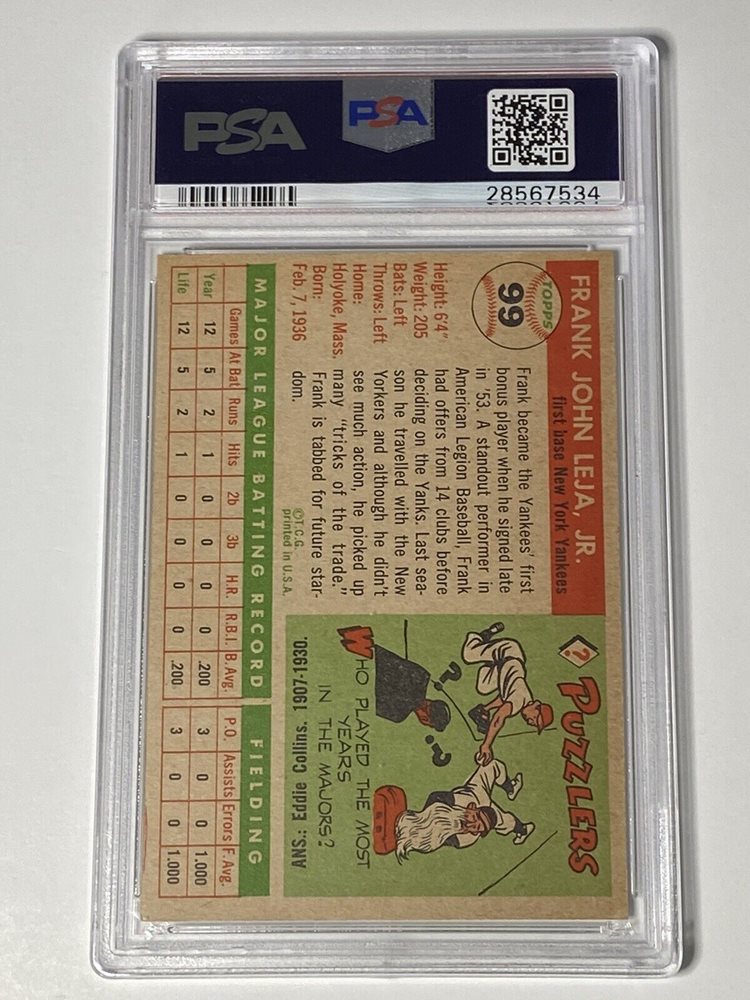 PSA
PSA
28567534
TOPPS
99
FRANK JOHN LEJA, JR.
first base New York Yankees
Height: 6'4"
Weight: 205
Bats: Left
Throws: Left
Home:
Holyoke, Mass.
Born:
Feb. 7, 1936
Frank became the Yankees' first
bonus player when he signed late
in '53. A standout performer in
American Legion Baseball, Frank
had offers from 14 clubs before
deciding on the Yanks. Last sea-
son he travelled with the New
Yorkers and although he didn't
see much action, he picked up
many "tricks of the trade."
Frank is tabbed for future star-
dom.
©T.C.G.
printed in U.S.A.
? PUZZLERS
? ?
WHO PLAYED THE MOST
YEARS
IN THE MAJORS?
ANS.: Eddie Collins. 1907-1930.
MAJOR LEAGUE BATTING RECORD
FIELDING
Games At Bat Runs Hits 2b 3b H.R. R.B.I. B.Avg. P.O. Assists Errors F. Avg.
Year 12 5 2 1 0 0 0 0 .200 3 0 0 1.000
Life 12 5 2 1 0 0 0 0 .200 3 0 0 1.000